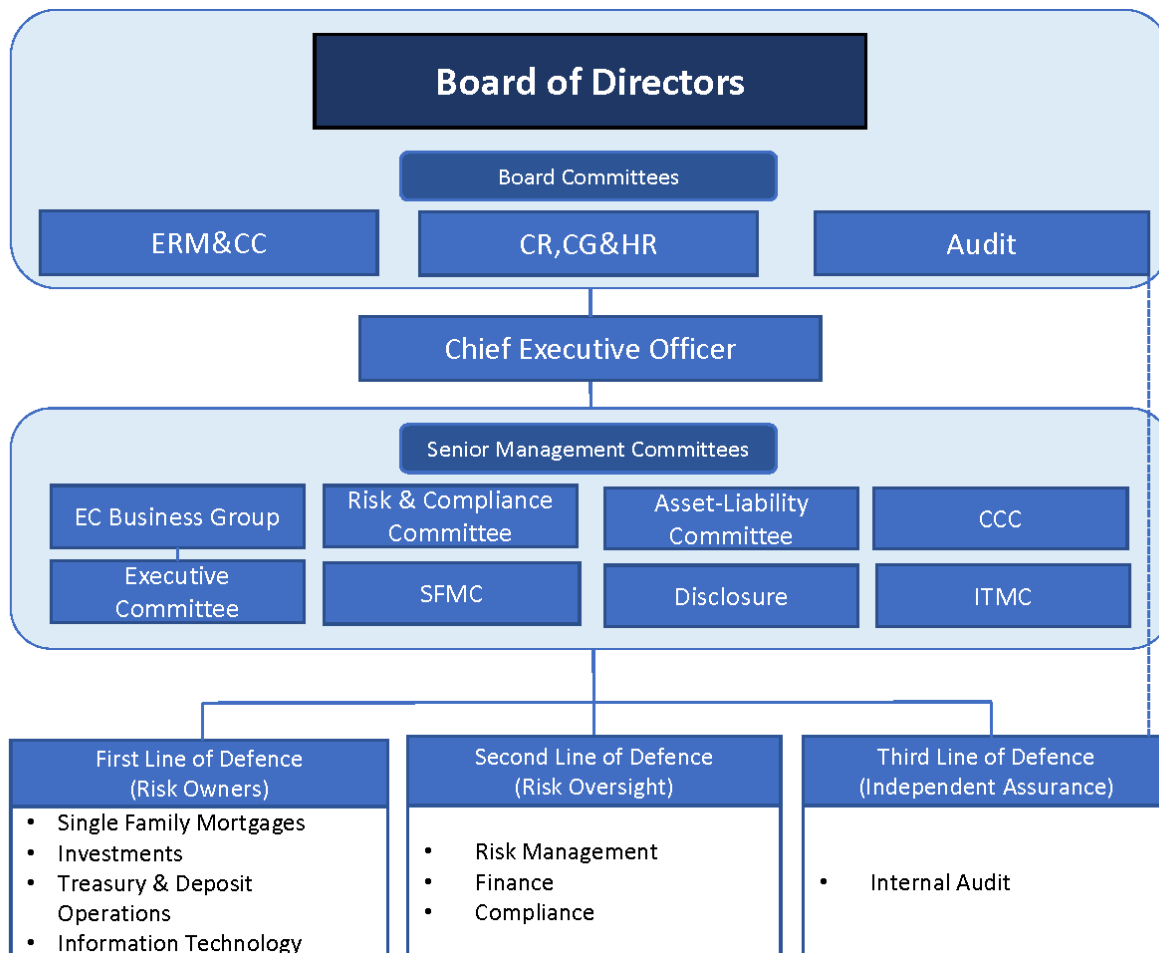 Board of Directors
Board Committees
ERM&CC
CR,CG&HR
Audit
Chief Executive Officer
Senior Management Committees
EC Business Group
Risk & Compliance
Committee
Asset-Liability
Committee
CCC
Executive
Committee
SFMC
Disclosure
ITMC
First Line of Defence
(Risk Owners)
• Single Family Mortgages
• Investments
• Treasury & Deposit
Operations
• Information Technology
Second Line of Defence
(Risk Oversight)
• Risk Management
• Finance
• Compliance
Third Line of Defence
(Independent Assurance)
• Internal Audit